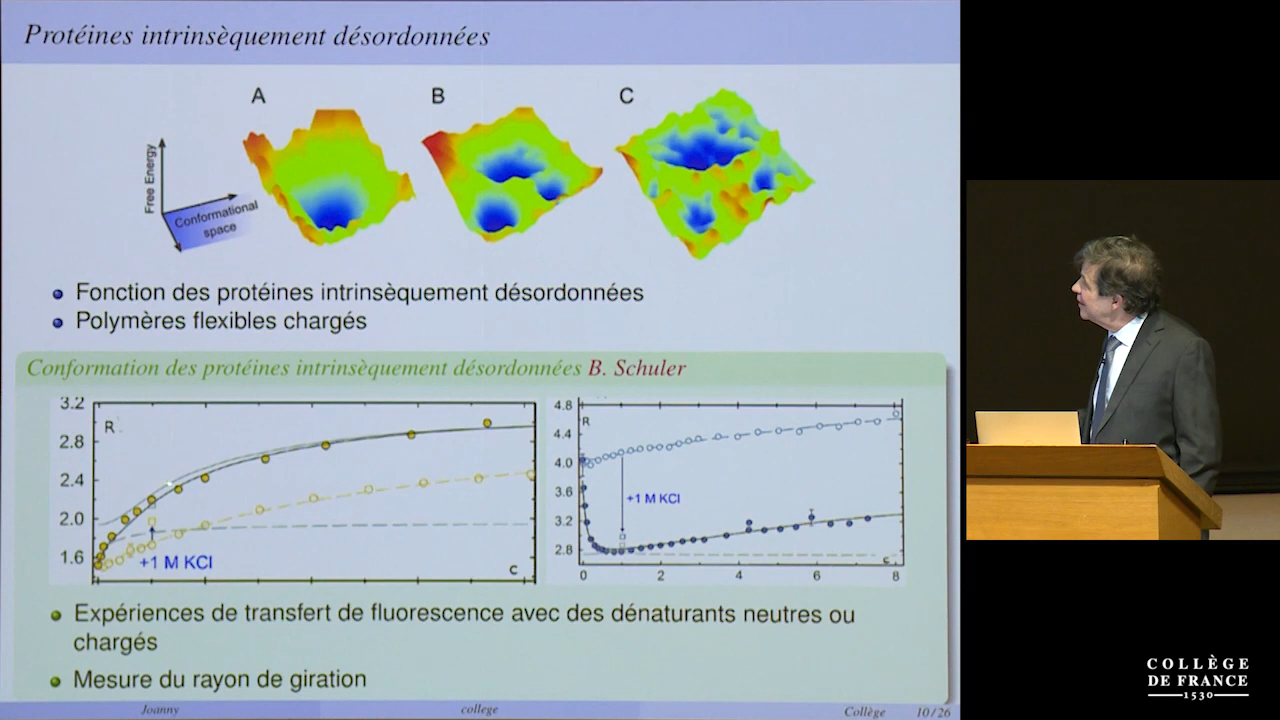 Protéines intrinsèquement désordonnées
A B C
Free Energy
Conformational
space
Fonction des protéines intrinsèquement désordonnées
Polymères flexibles chargés
Conformation des protéines intrinsèquement désordonnées B. Schuler
3.2
R
2.8
2.4
2.0
1.6
+1 M KCl
c
4.8
R
4.4
4.0
3.6
+1 M KCl
3.2
2.8
c
0 2 4 6 8
Expériences de transfert de fluorescence avec des dénaturants neutres ou
chargés
Mesure du rayon de giration
Joanny college Collège 10/26
COLLÈGE
DE FRANCE
1530